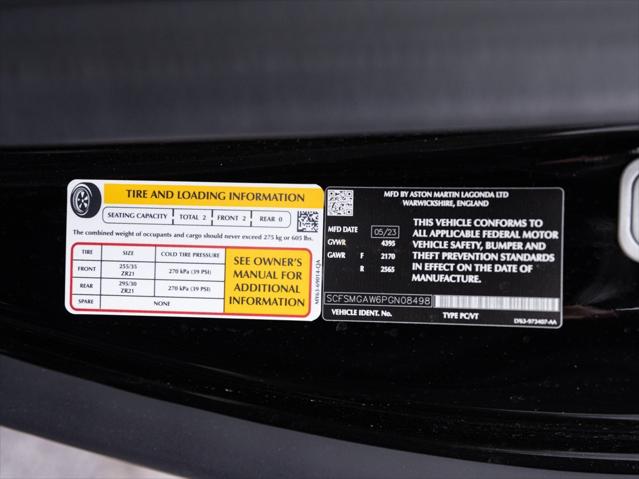 TIRE AND LOADING INFORMATION
SEATING CAPACITY TOTAL 2 FRONT 2 REAR 0
The combined weight of occupants and cargo should never exceed 275 kg or 605 lbs.
TIRE SIZE COLD TIRE PRESSURE
FRONT 255/35 ZR21 270 kPa (39 PSI)
REAR 295/30 ZR21 270 kPa (39 PSI)
SPARE NONE
SEE OWNER'S
MANUAL FOR
ADDITIONAL
INFORMATION
MFD BY ASTON MARTIN LAGONDA LTD
WARWICKSHIRE, ENGLAND
MFD DATE 05/23
GVWR 4395
GAWR F 2170
R 2565
THIS VEHICLE CONFORMS TO
ALL APPLICABLE FEDERAL MOTOR
VEHICLE SAFETY, BUMPER AND
THEFT PREVENTION STANDARDS
IN EFFECT ON THE DATE OF
MANUFACTURE.
SCFSMGAW6PGN08498
VEHICLE IDENT. No. TYPE PC/VT